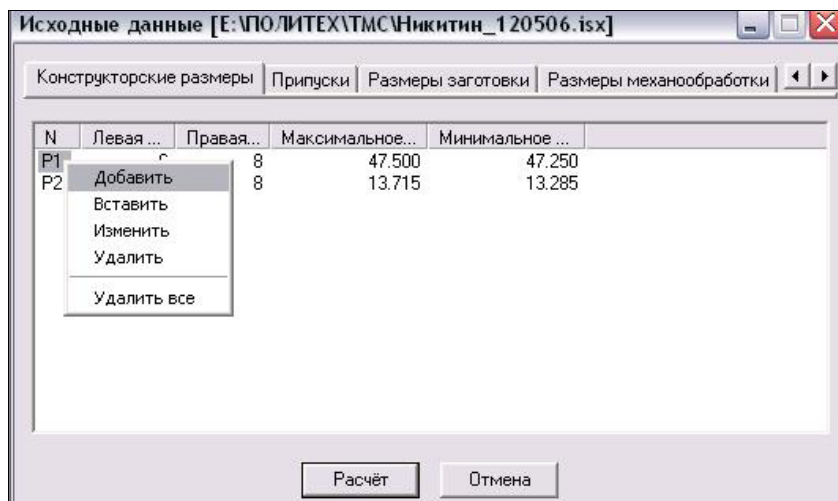 Исходные данные [E:\ПОЛИТЕХ\ТМС\Никитин_120506.isx]
Конструкторские размеры Припуски Размеры заготовки Размеры механообработки
N Левая ... Правая... Максимальное... Минимальное ...
P1 8 47.500 47.250
P2 8 13.715 13.285
Добавить
Вставить
Изменить
Удалить
Удалить все
Расчёт Отмена